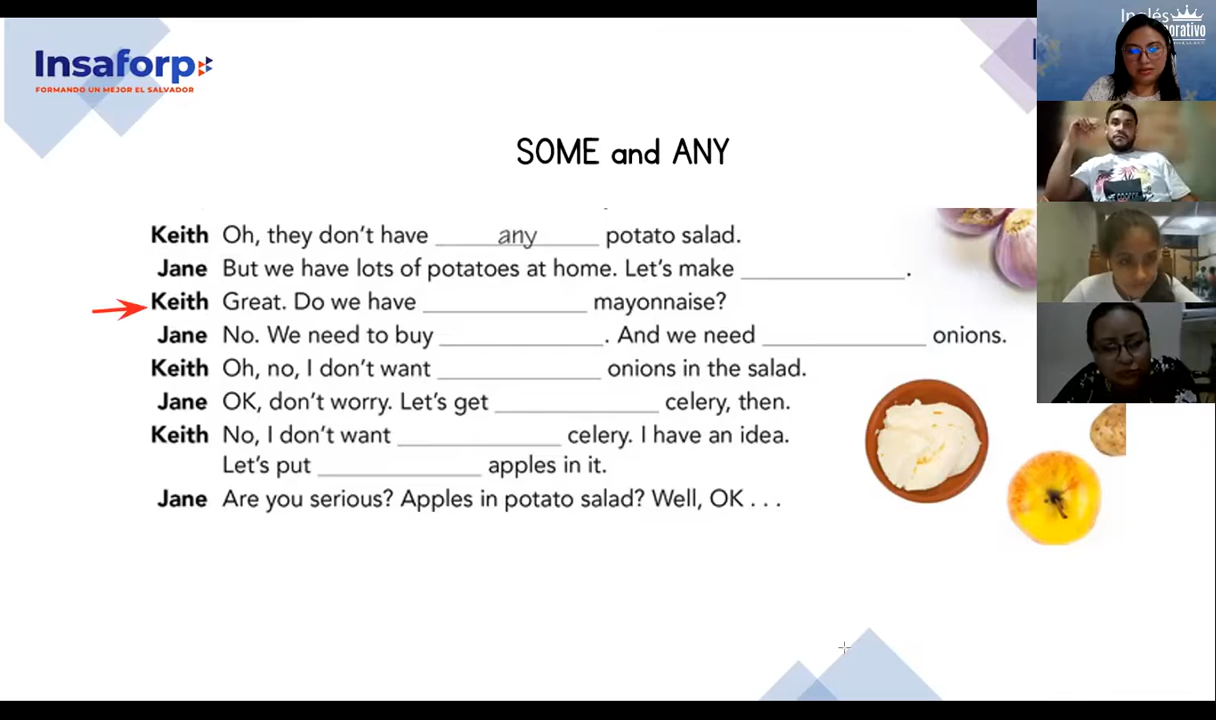 Insaforp
FORMANDO UN MEJOR EL SALVADOR
Inglés
SOME and ANY
Keith Oh, they don't have any potato salad.
Jane But we have lots of potatoes at home. Let's make ____________.
Keith Great. Do we have ____________ mayonnaise?
Jane No. We need to buy ____________. And we need ____________ onions.
Keith Oh, no, I don't want ____________ onions in the salad.
Jane OK, don't worry. Let's get ____________ celery, then.
Keith No, I don't want ____________ celery. I have an idea.
Let's put ____________ apples in it.
Jane Are you serious? Apples in potato salad? Well, OK . . .